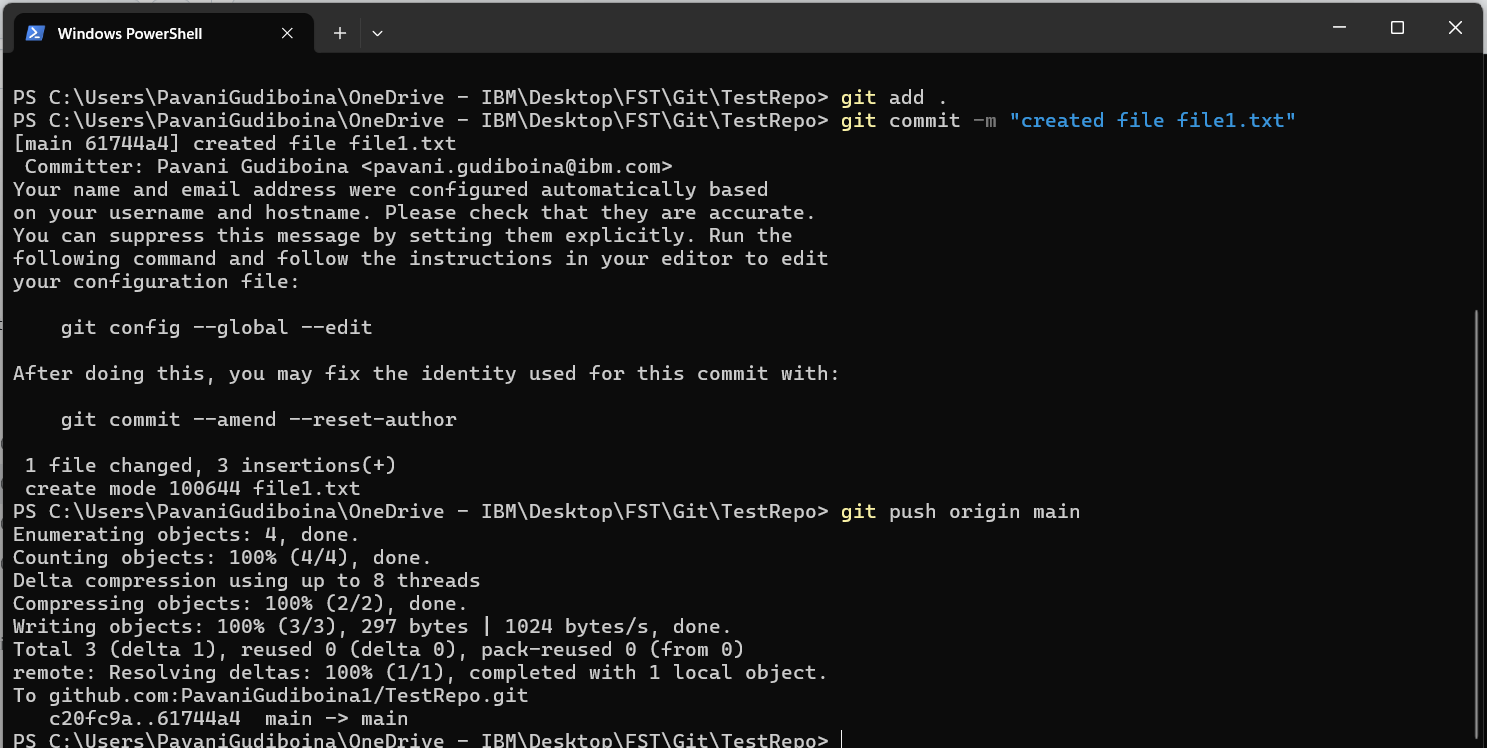 Windows PowerShell
PS C:\Users\PavaniGudiboina\OneDrive - IBM\Desktop\FST\Git\TestRepo> git add .
PS C:\Users\PavaniGudiboina\OneDrive - IBM\Desktop\FST\Git\TestRepo> git commit -m "created file file1.txt"
[main 61744a4] created file file1.txt
 Committer: Pavani Gudiboina <pavani.gudiboina@ibm.com>
Your name and email address were configured automatically based
on your username and hostname. Please check that they are accurate.
You can suppress this message by setting them explicitly. Run the
following command and follow the instructions in your editor to edit
your configuration file:

    git config --global --edit

After doing this, you may fix the identity used for this commit with:

    git commit --amend --reset-author

 1 file changed, 3 insertions(+)
 create mode 100644 file1.txt
PS C:\Users\PavaniGudiboina\OneDrive - IBM\Desktop\FST\Git\TestRepo> git push origin main
Enumerating objects: 4, done.
Counting objects: 100% (4/4), done.
Delta compression using up to 8 threads
Compressing objects: 100% (2/2), done.
Writing objects: 100% (3/3), 297 bytes | 1024 bytes/s, done.
Total 3 (delta 1), reused 0 (delta 0), pack-reused 0 (from 0)
remote: Resolving deltas: 100% (1/1), completed with 1 local object.
To github.com:PavaniGudiboina1/TestRepo.git
   c20fc9a..61744a4  main -> main
PS C:\Users\PavaniGudiboina\OneDrive - IBM\Desktop\FST\Git\TestRepo>